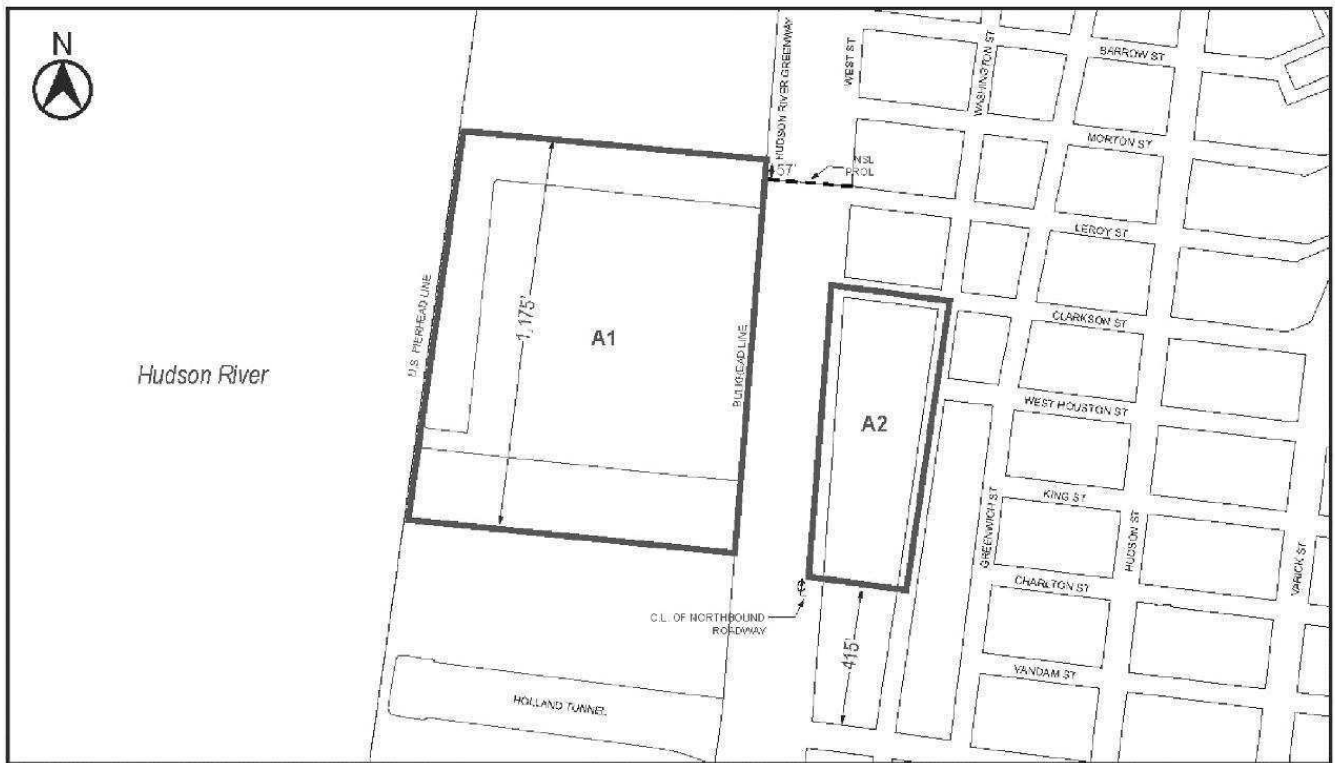 N
HUDSON RIVER GREENWAY
WEST ST
WASHINGTON ST
BARROW ST
MORTON ST
57'
NSL
PROL
LEROY ST
U.S. PIERHEAD LINE
1,175'
A1
BULKHEAD LINE
CLARKSON ST
Hudson River
WEST HOUSTON ST
A2
KING ST
GREENWICH ST
HUDSON ST
VARICK ST
CHARLTON ST
C.L. OF NORTHBOUND
ROADWAY
415'
VANDAM ST
HOLLAND TUNNEL